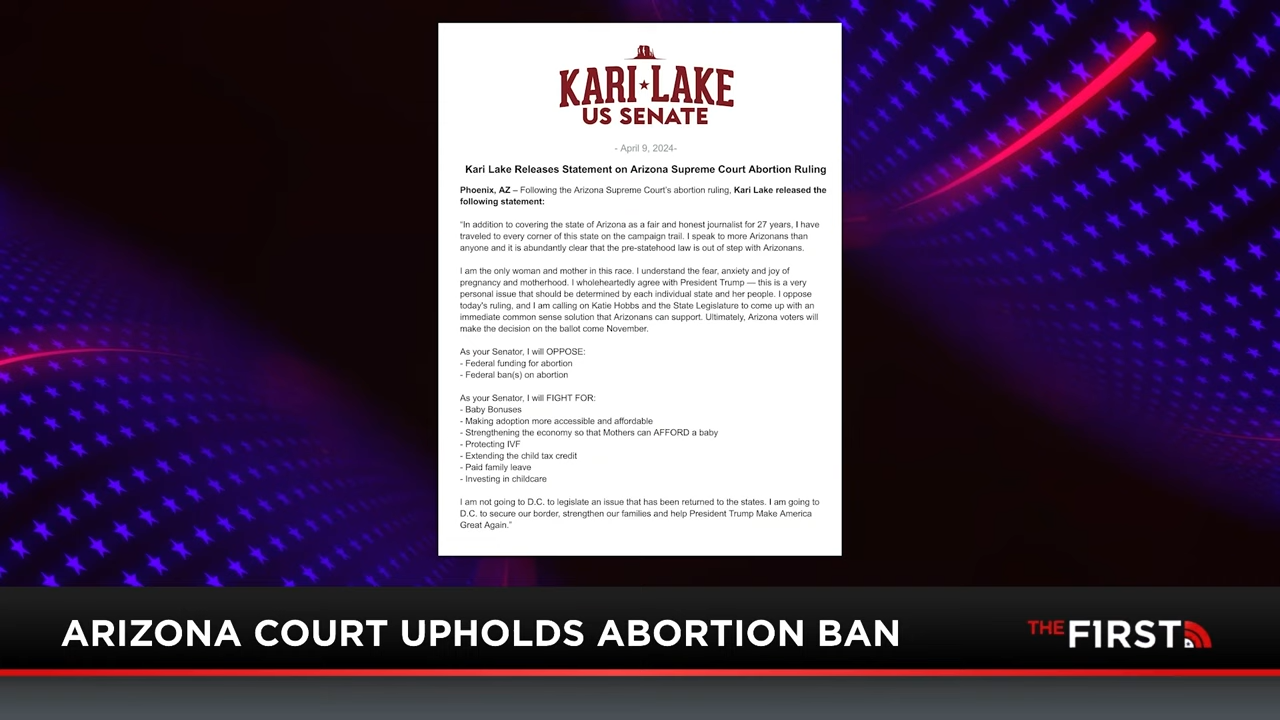 KARI LAKE
US SENATE
- April 9, 2024-
Kari Lake Releases Statement on Arizona Supreme Court Abortion Ruling
Phoenix, AZ – Following the Arizona Supreme Court's abortion ruling, Kari Lake released the
following statement:
“In addition to covering the state of Arizona as a fair and honest journalist for 27 years, I have
traveled to every corner of this state on the campaign trail. I speak to more Arizonans than
anyone and it is abundantly clear that the pre-statehood law is out of step with Arizonans.
I am the only woman and mother in this race. I understand the fear, anxiety and joy of
pregnancy and motherhood. I wholeheartedly agree with President Trump — this is a very
personal issue that should be determined by each individual state and her people. I oppose
today's ruling, and I am calling on Katie Hobbs and the State Legislature to come up with an
immediate common sense solution that Arizonans can support. Ultimately, Arizona voters will
make the decision on the ballot come November.
As your Senator, I will OPPOSE:
- Federal funding for abortion
- Federal ban(s) on abortion
As your Senator, I will FIGHT FOR:
- Baby Bonuses
- Making adoption more accessible and affordable
- Strengthening the economy so that Mothers can AFFORD a baby
- Protecting IVF
- Extending the child tax credit
- Paid family leave
- Investing in childcare
I am not going to D.C. to legislate an issue that has been returned to the states. I am going to
D.C. to secure our border, strengthen our families and help President Trump Make America
Great Again.”
ARIZONA COURT UPHOLDS ABORTION BAN
THE FIRST